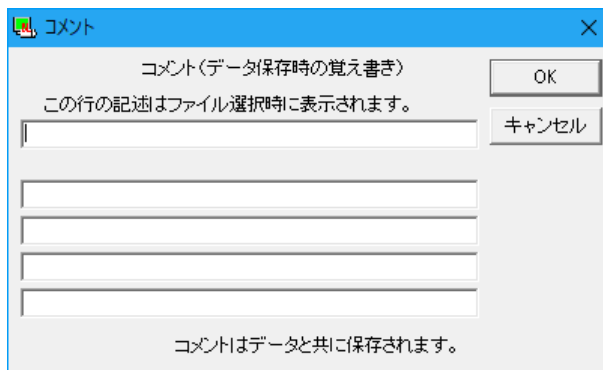 コメント
コメント(データ保存時の覚え書き)
OK
この行の記述はファイル選択時に表示されます。
キャンセル
コメントはデータと共に保存されます。